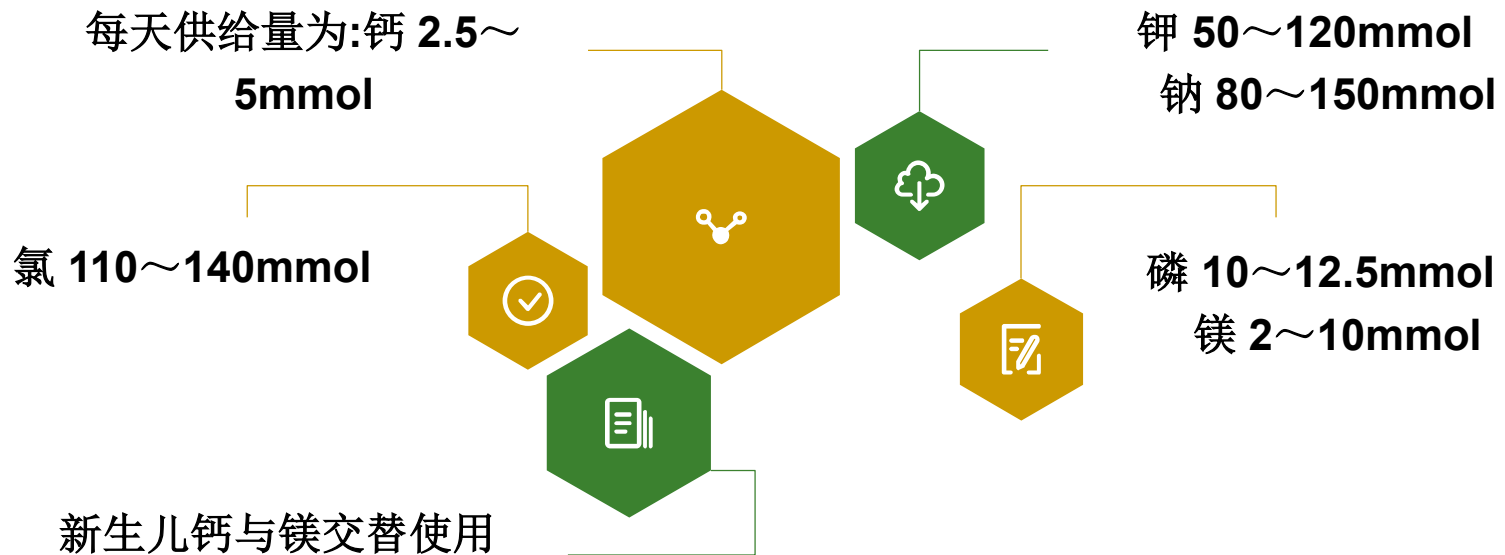 每天供给量为:钙 2.5～
5mmol
钾 50～120mmol
钠 80～150mmol
氯 110～140mmol
磷 10～12.5mmol
镁 2～10mmol
新生儿钙与镁交替使用